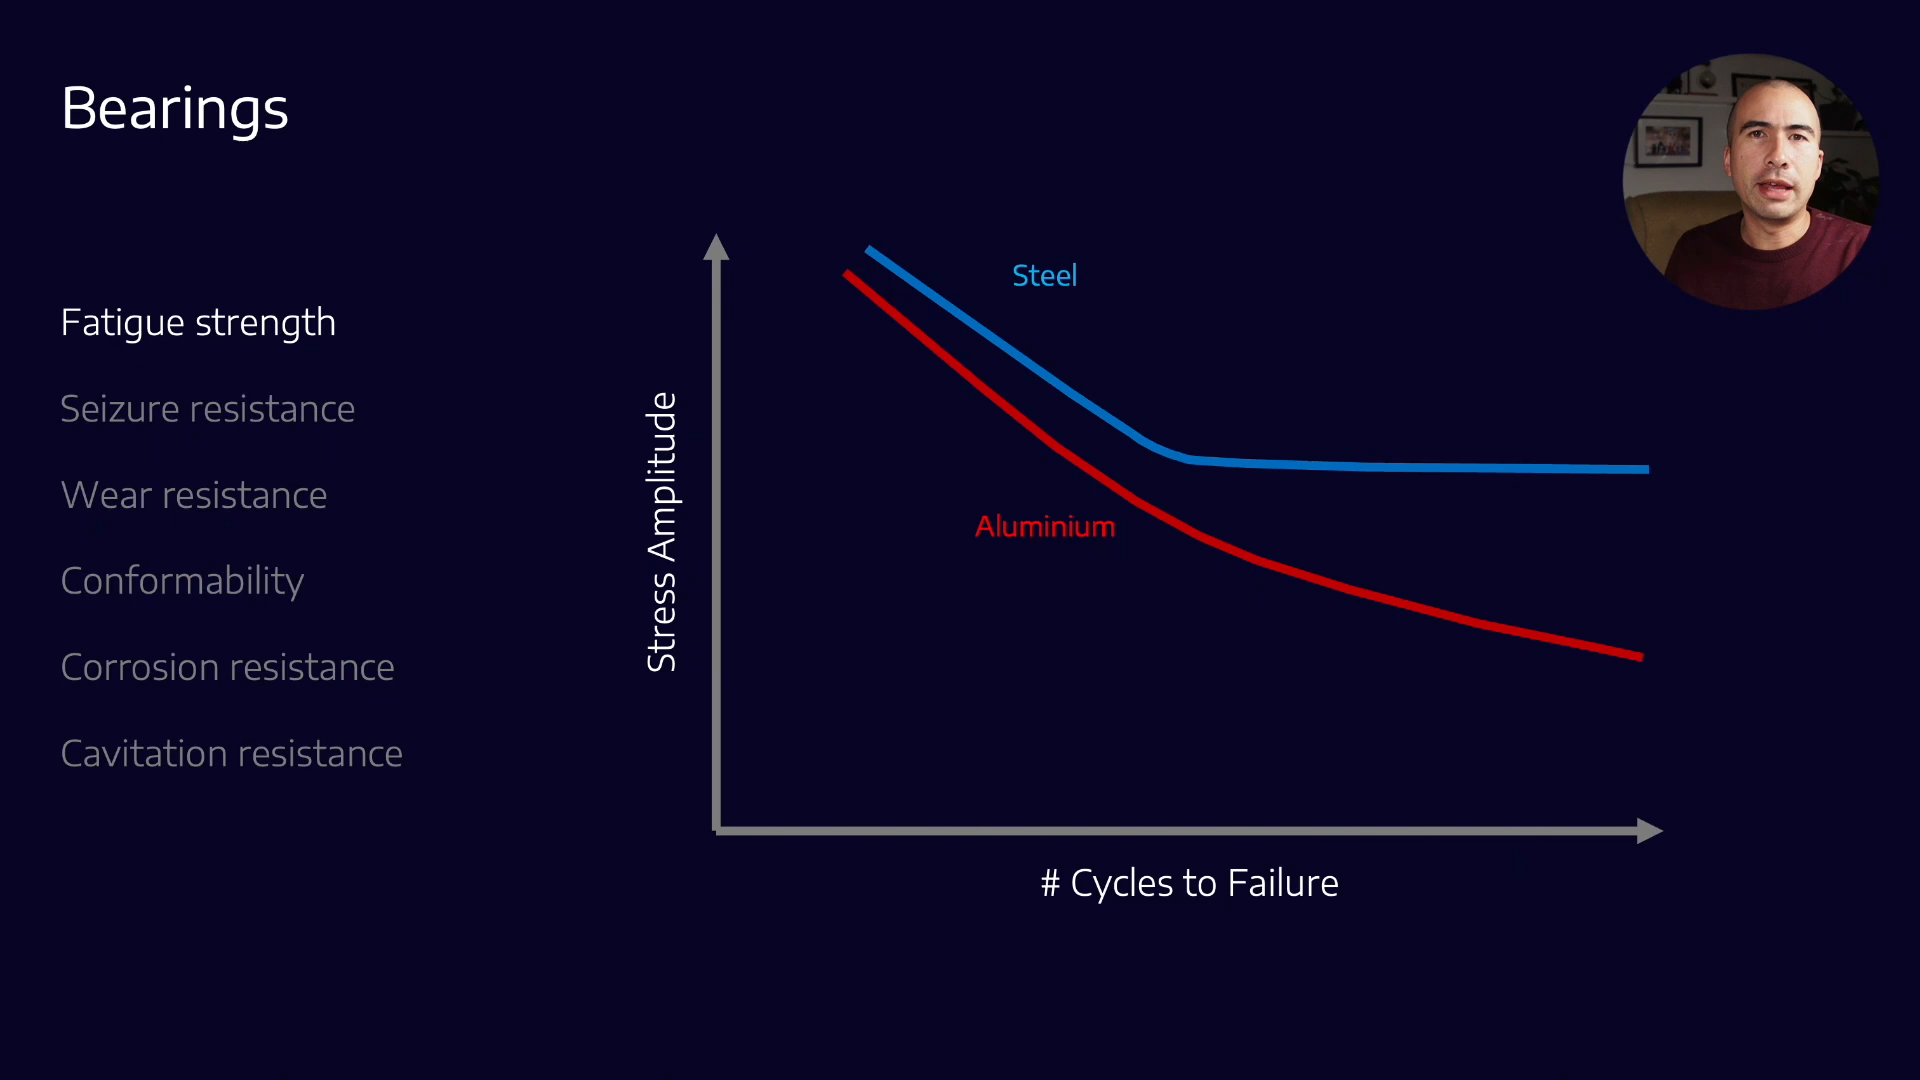 Bearings
Fatigue strength
Seizure resistance
Wear resistance
Conformability
Corrosion resistance
Cavitation resistance
Stress Amplitude
Steel
Aluminium
# Cycles to Failure